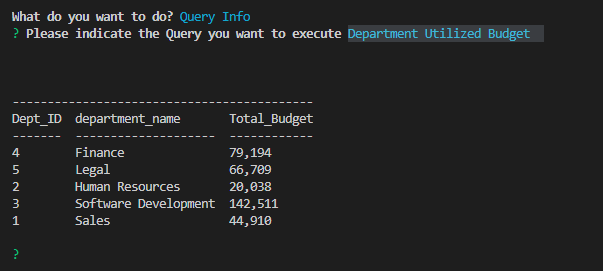 What do you want to do? Query Info
? Please indicate the Query you want to execute Department Utilized Budget
-------------------------------------------
Dept_ID  department_name       Total_Budget
-------  --------------------  ------------
4        Finance               79,194
5        Legal                 66,709
2        Human Resources       20,038
3        Software Development  142,511
1        Sales                 44,910
?